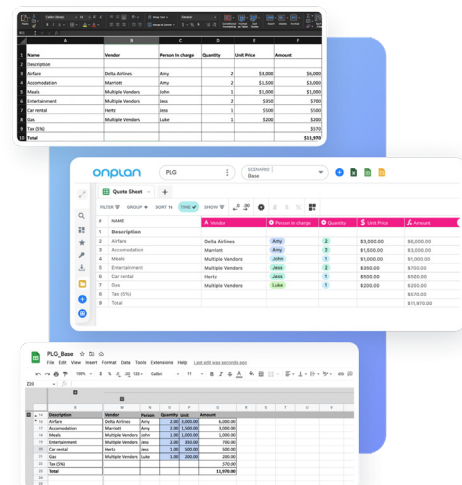 Name Vendor Person In charge Quantity Unit Price Amount
Description
Airfare Delta Airlines Amy 2 $3,000 $6,000
Accomodation Marriott Amy 2 $1,500 $3,000
Meals Multiple Vendors John 1 $1,000 $1,000
Entertainment Multiple Vendors Jess 2 $350 $700
Car rental Hertz Jess 1 $500 $500
Gas Multiple Vendors Luke 1 $200 $200
Tax (5%) $570
Total $11,970
onplan PLG SCENARIO
Base
Quote Sheet
FILTER GROUP SORT TIME SHOW
# NAME Vendor Person in charge Quantity Unit Price Amount
1 Description
2 Airfare Delta Airlines Amy 2 $3,000.00 $6,000.00
3 Accomodation Marriott Amy 2 $1,500.00 $3,000.00
4 Meals Multiple Vendors John 1 $1,000.00 $1,000.00
5 Entertainment Multiple Vendors Jess 2 $350.00 $700.00
6 Car rental Hertz Jess 1 $500.00 $500.00
7 Gas Multiple Vendors Luke 1 $200.00 $200.00
8 Tax (5%) $570.00
9 Total $11,970.00
PLG_Base
File Edit View Insert Format Data Tools Extensions Help Last edit was seconds ago
100% Calibri 11
Z20
Description Vendor Person Quantity Unit Amount
Airfare Delta Airlines Amy 2.00 3,000.00 6,000.00
Accomodation Marriott Amy 2.00 1,500.00 3,000.00
Meals Multiple Vendors John 1.00 1,000.00 1,000.00
Entertainment Multiple Vendors Jess 2.00 350.00 700.00
Car rental Hertz Jess 1.00 500.00 500.00
Gas Multiple Vendors Luke 1.00 200.00 200.00
Tax (5%) 570.00
Total 11,970.00